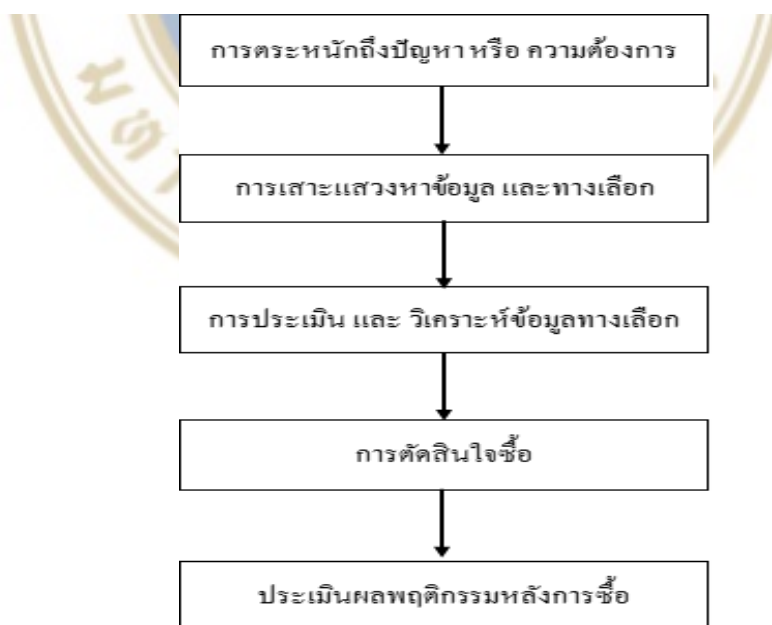 การตระหนักถึงปัญหา หรือ ความต้องการ
การเสาะแสวงหาข้อมูล และทางเลือก
การประเมิน และ วิเคราะห์ข้อมูลทางเลือก
การตัดสินใจซื้อ
ประเมินผลพฤติกรรมหลังการซื้อ